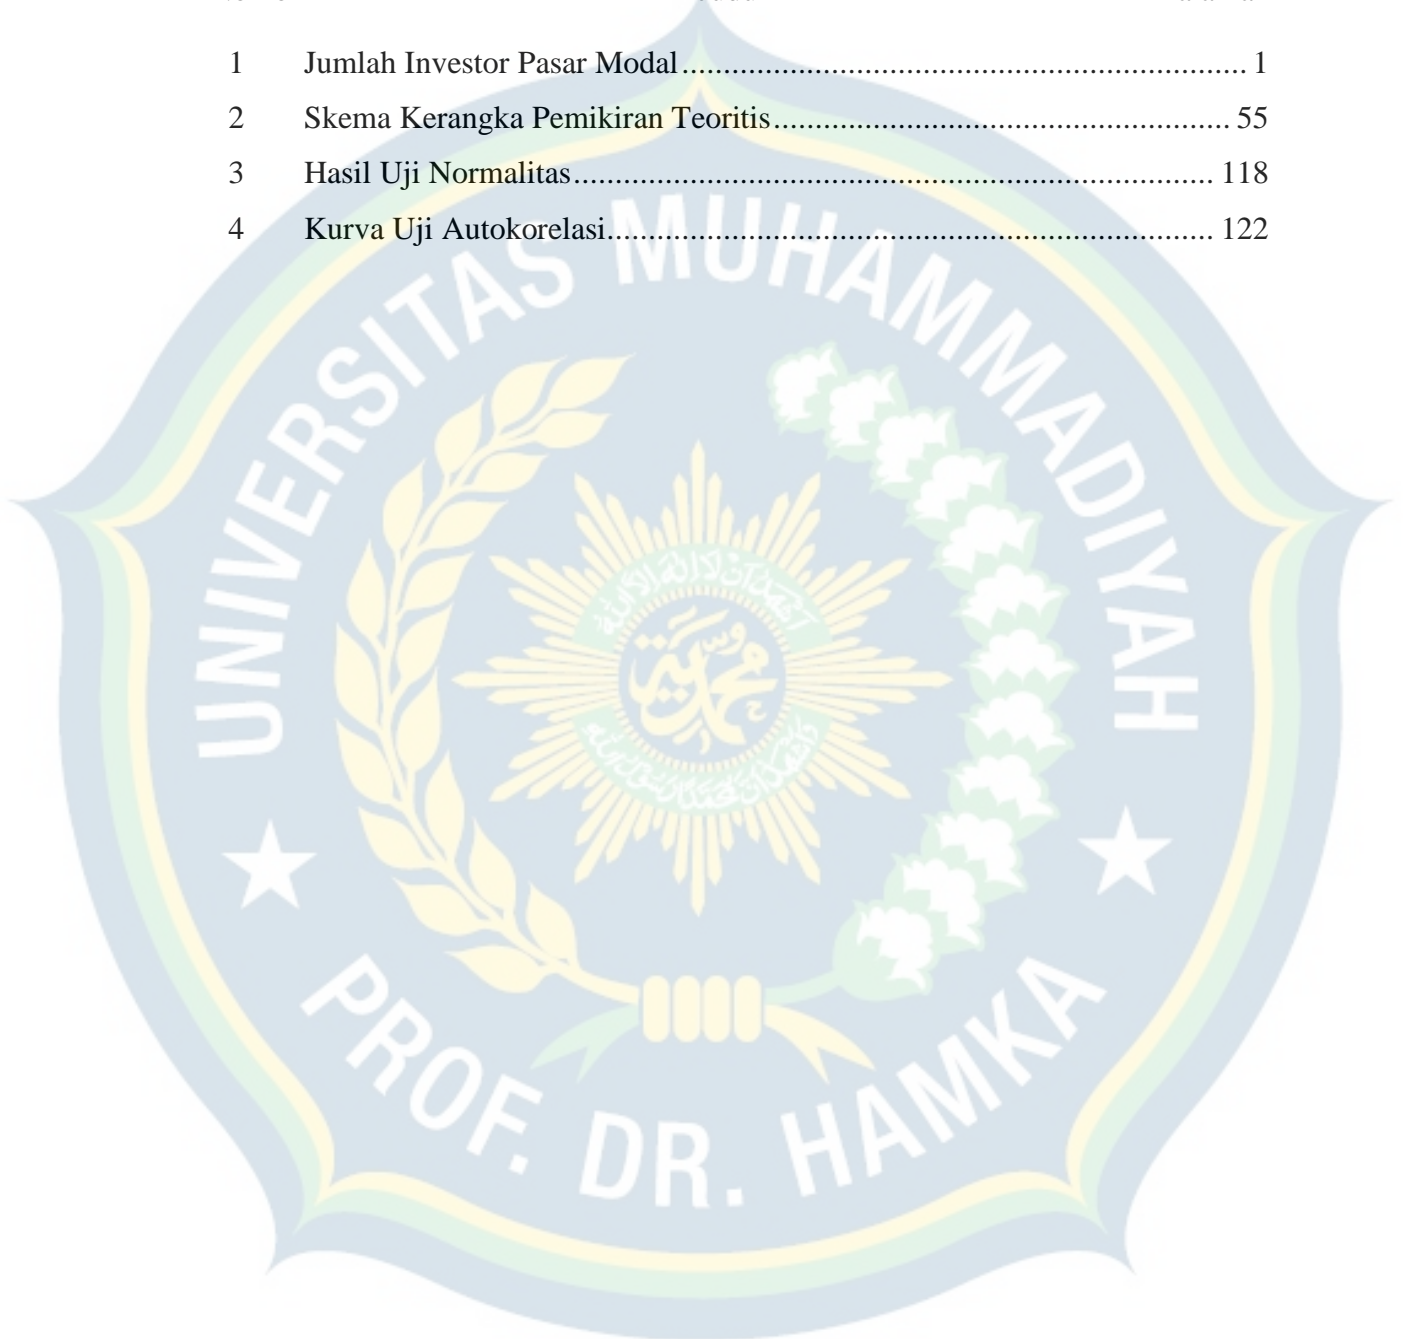 1 Jumlah Investor Pasar Modal ........................................................................ 1
2 Skema Kerangka Pemikiran Teoritis ........................................................... 55
3 Hasil Uji Normalitas .................................................................................. 118
4 Kurva Uji Autokorelasi .............................................................................. 122
UNIVERSITAS MUHAMMADIYAH
محمدية
PROF. DR. HAMKA